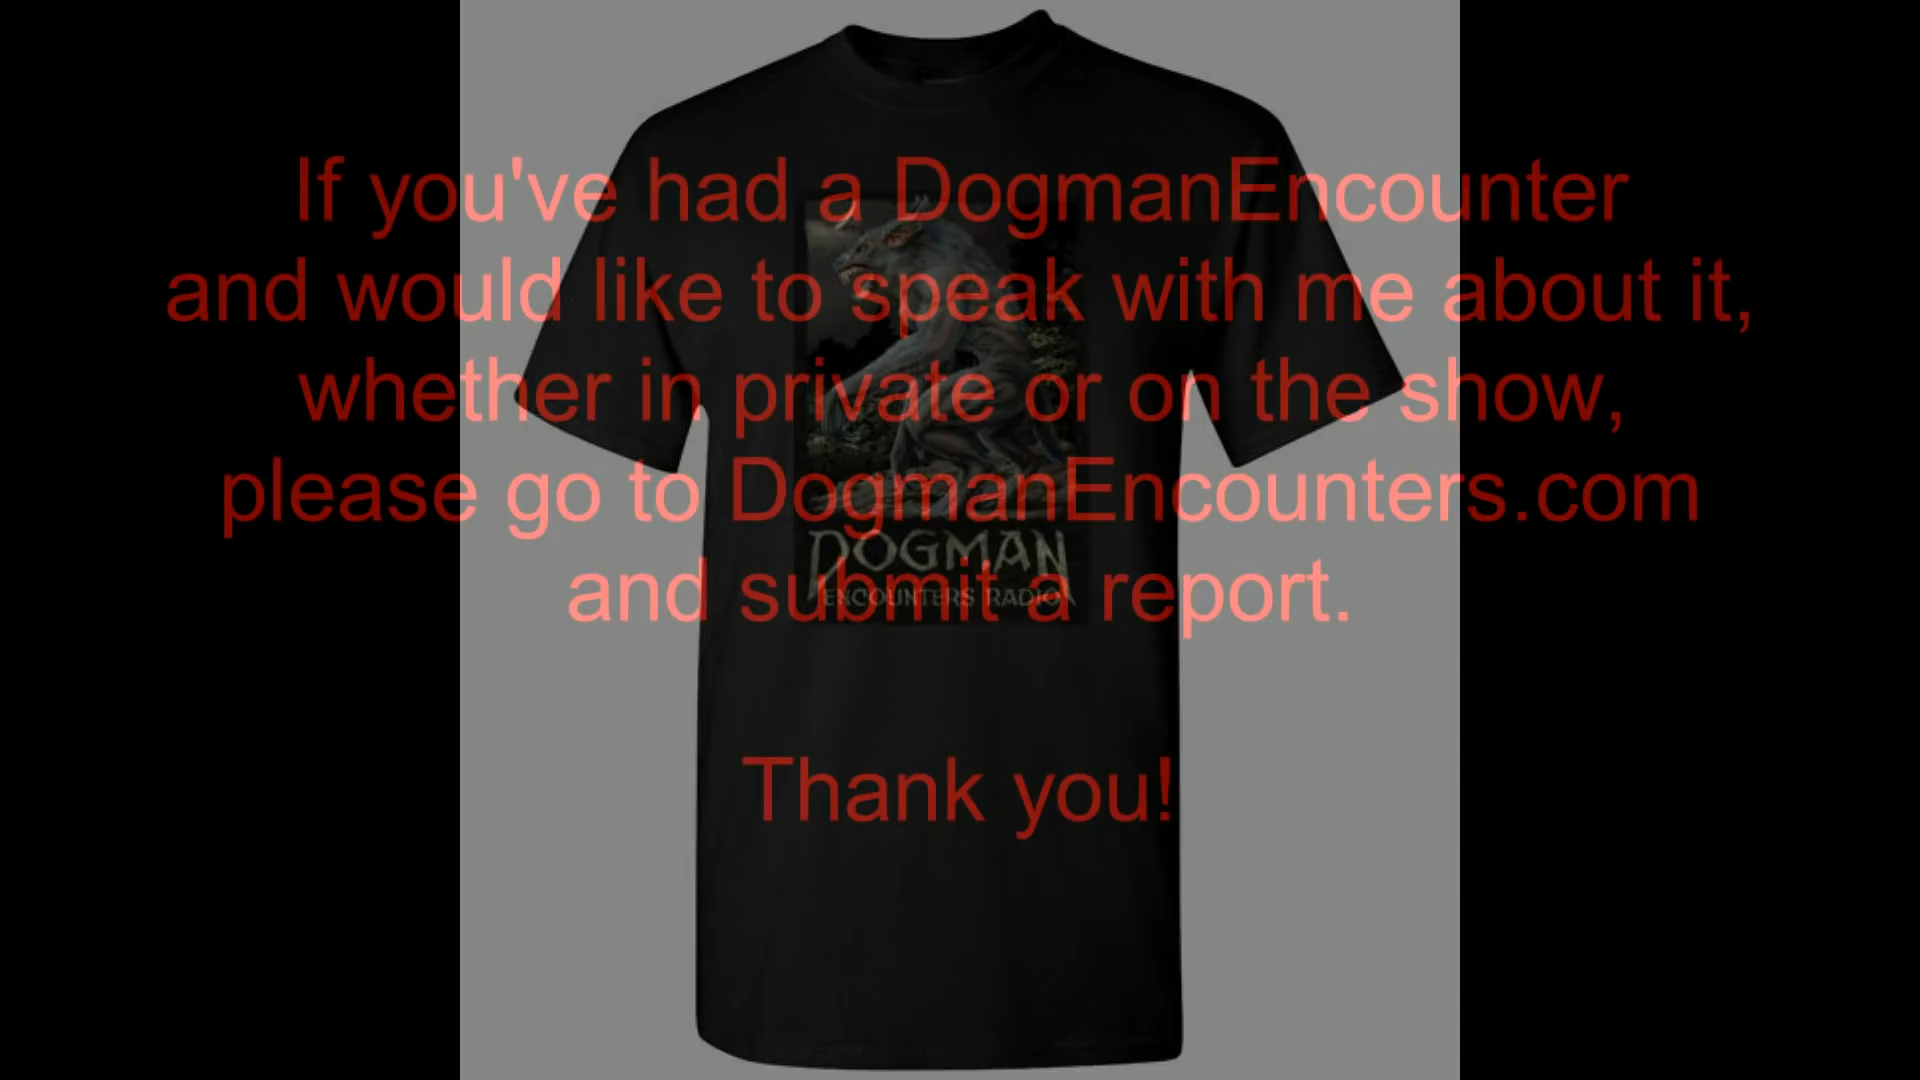 If you've had a DogmanEncounter
and would like to speak with me about it,
whether in private or on the show,
please go to DogmanEncounters.com
DOGMAN
and submit a report.
ENCOUNTERS RADIO
Thank you!